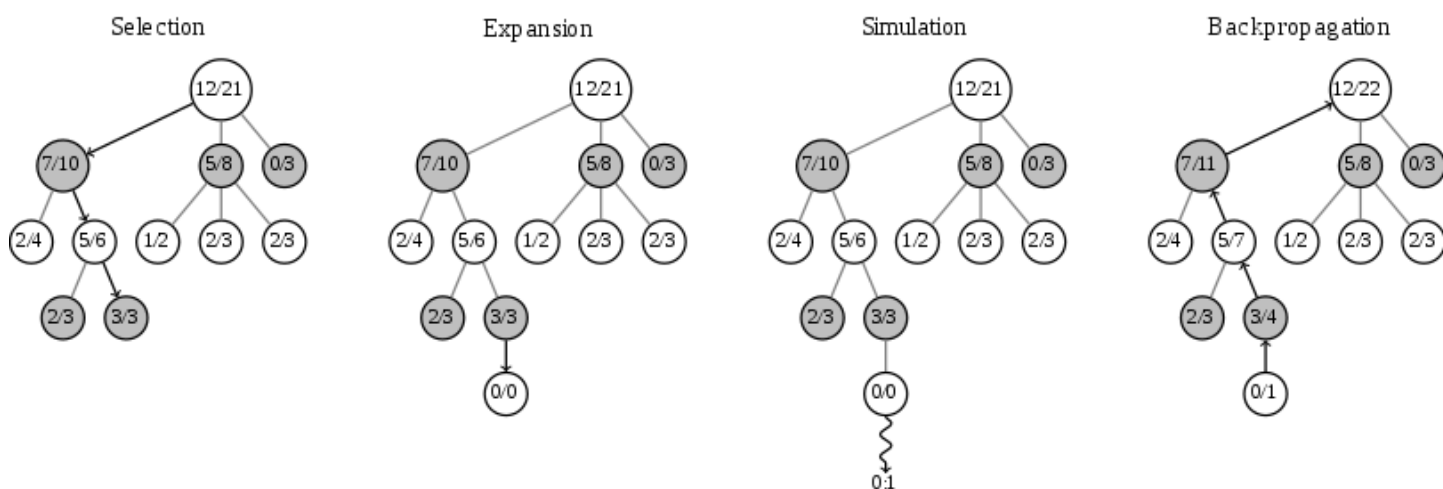 Selection
12/21
7/10 5/8 0/3
2/4 5/6 1/2 2/3 2/3
2/3 3/3
Expansion
12/21
7/10 5/8 0/3
2/4 5/6 1/2 2/3 2/3
2/3 3/3
0/0
Simulation
12/21
7/10 5/8 0/3
2/4 5/6 1/2 2/3 2/3
2/3 3/3
0/0
0:1
Backpropagation
12/22
7/11 5/8 0/3
2/4 5/7 1/2 2/3 2/3
2/3 3/4
0/1